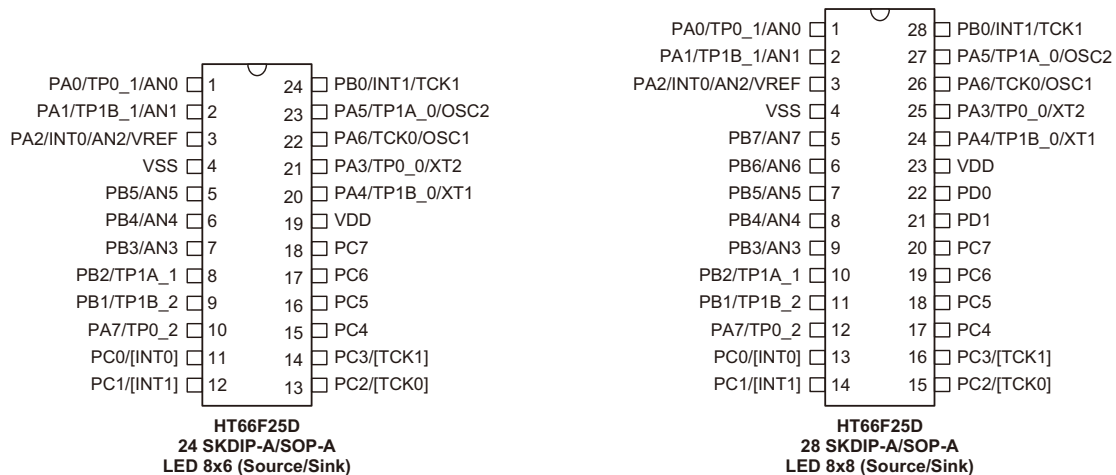 PA0/TP0_1/AN0 1 24 PB0/INT1/TCK1
PA1/TP1B_1/AN1 2 23 PA5/TP1A_0/OSC2
PA2/INT0/AN2/VREF 3 22 PA6/TCK0/OSC1
VSS 4 21 PA3/TP0_0/XT2
PB5/AN5 5 20 PA4/TP1B_0/XT1
PB4/AN4 6 19 VDD
PB3/AN3 7 18 PC7
PB2/TP1A_1 8 17 PC6
PB1/TP1B_2 9 16 PC5
PA7/TP0_2 10 15 PC4
PC0/[INT0] 11 14 PC3/[TCK1]
PC1/[INT1] 12 13 PC2/[TCK0]
HT66F25D
24 SKDIP-A/SOP-A
LED 8x6 (Source/Sink)
PA0/TP0_1/AN0 1 28 PB0/INT1/TCK1
PA1/TP1B_1/AN1 2 27 PA5/TP1A_0/OSC2
PA2/INT0/AN2/VREF 3 26 PA6/TCK0/OSC1
VSS 4 25 PA3/TP0_0/XT2
PB7/AN7 5 24 PA4/TP1B_0/XT1
PB6/AN6 6 23 VDD
PB5/AN5 7 22 PD0
PB4/AN4 8 21 PD1
PB3/AN3 9 20 PC7
PB2/TP1A_1 10 19 PC6
PB1/TP1B_2 11 18 PC5
PA7/TP0_2 12 17 PC4
PC0/[INT0] 13 16 PC3/[TCK1]
PC1/[INT1] 14 15 PC2/[TCK0]
HT66F25D
28 SKDIP-A/SOP-A
LED 8x8 (Source/Sink)